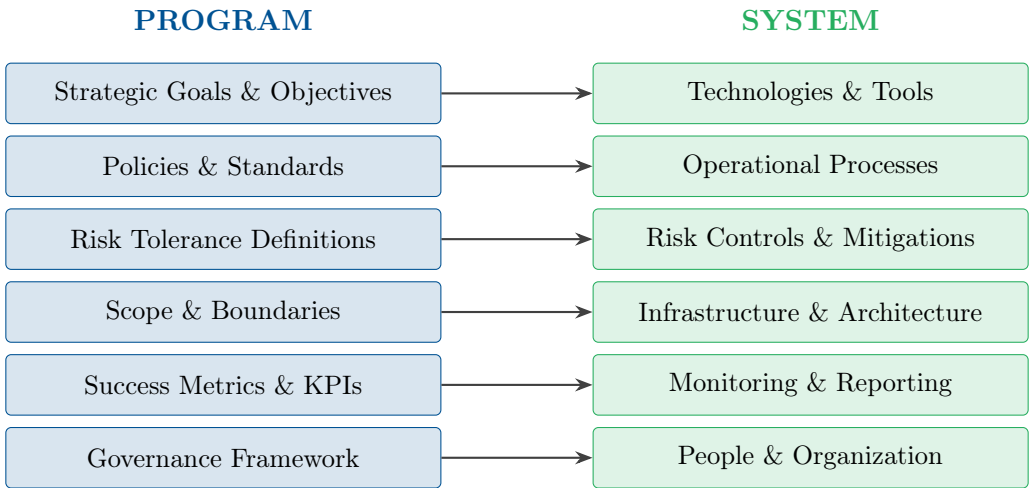 PROGRAM
SYSTEM
Strategic Goals & Objectives
Technologies & Tools
Policies & Standards
Operational Processes
Risk Tolerance Definitions
Risk Controls & Mitigations
Scope & Boundaries
Infrastructure & Architecture
Success Metrics & KPIs
Monitoring & Reporting
Governance Framework
People & Organization